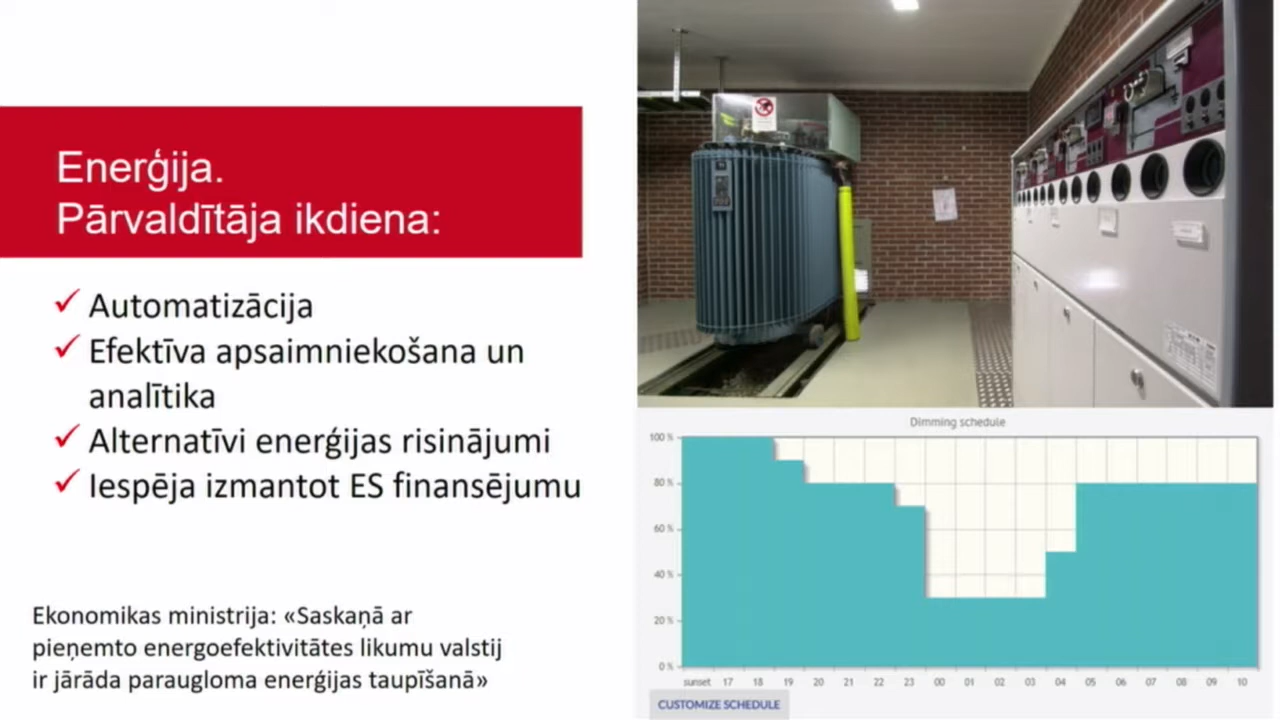 Enerģija.
Pārvaldītāja ikdiena:
Automatizācija
Efektīva apsaimniekošana un
analītika
Alternatīvi enerģijas risinājumi
Iespēja izmantot ES finansējumu
Ekonomikas ministrija: «Saskaņā ar
pieņemto energoefektivitātes likumu valstij
ir jārāda paraugloma enerģijas taupīšanā»
Dimming schedule
100 %
80 %
60 %
40 %
20 %
0 %
sunset 17 18 19 20 21 22 23 00 01 02 03 04 05 06 07 08 09 10
CUSTOMIZE SCHEDULE